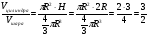 V_цилиндра / V_шара = πR²·H / (4/3 πR³) = πR²·2R / (4/3 πR³) = 2·3 / 4 = 3 / 2